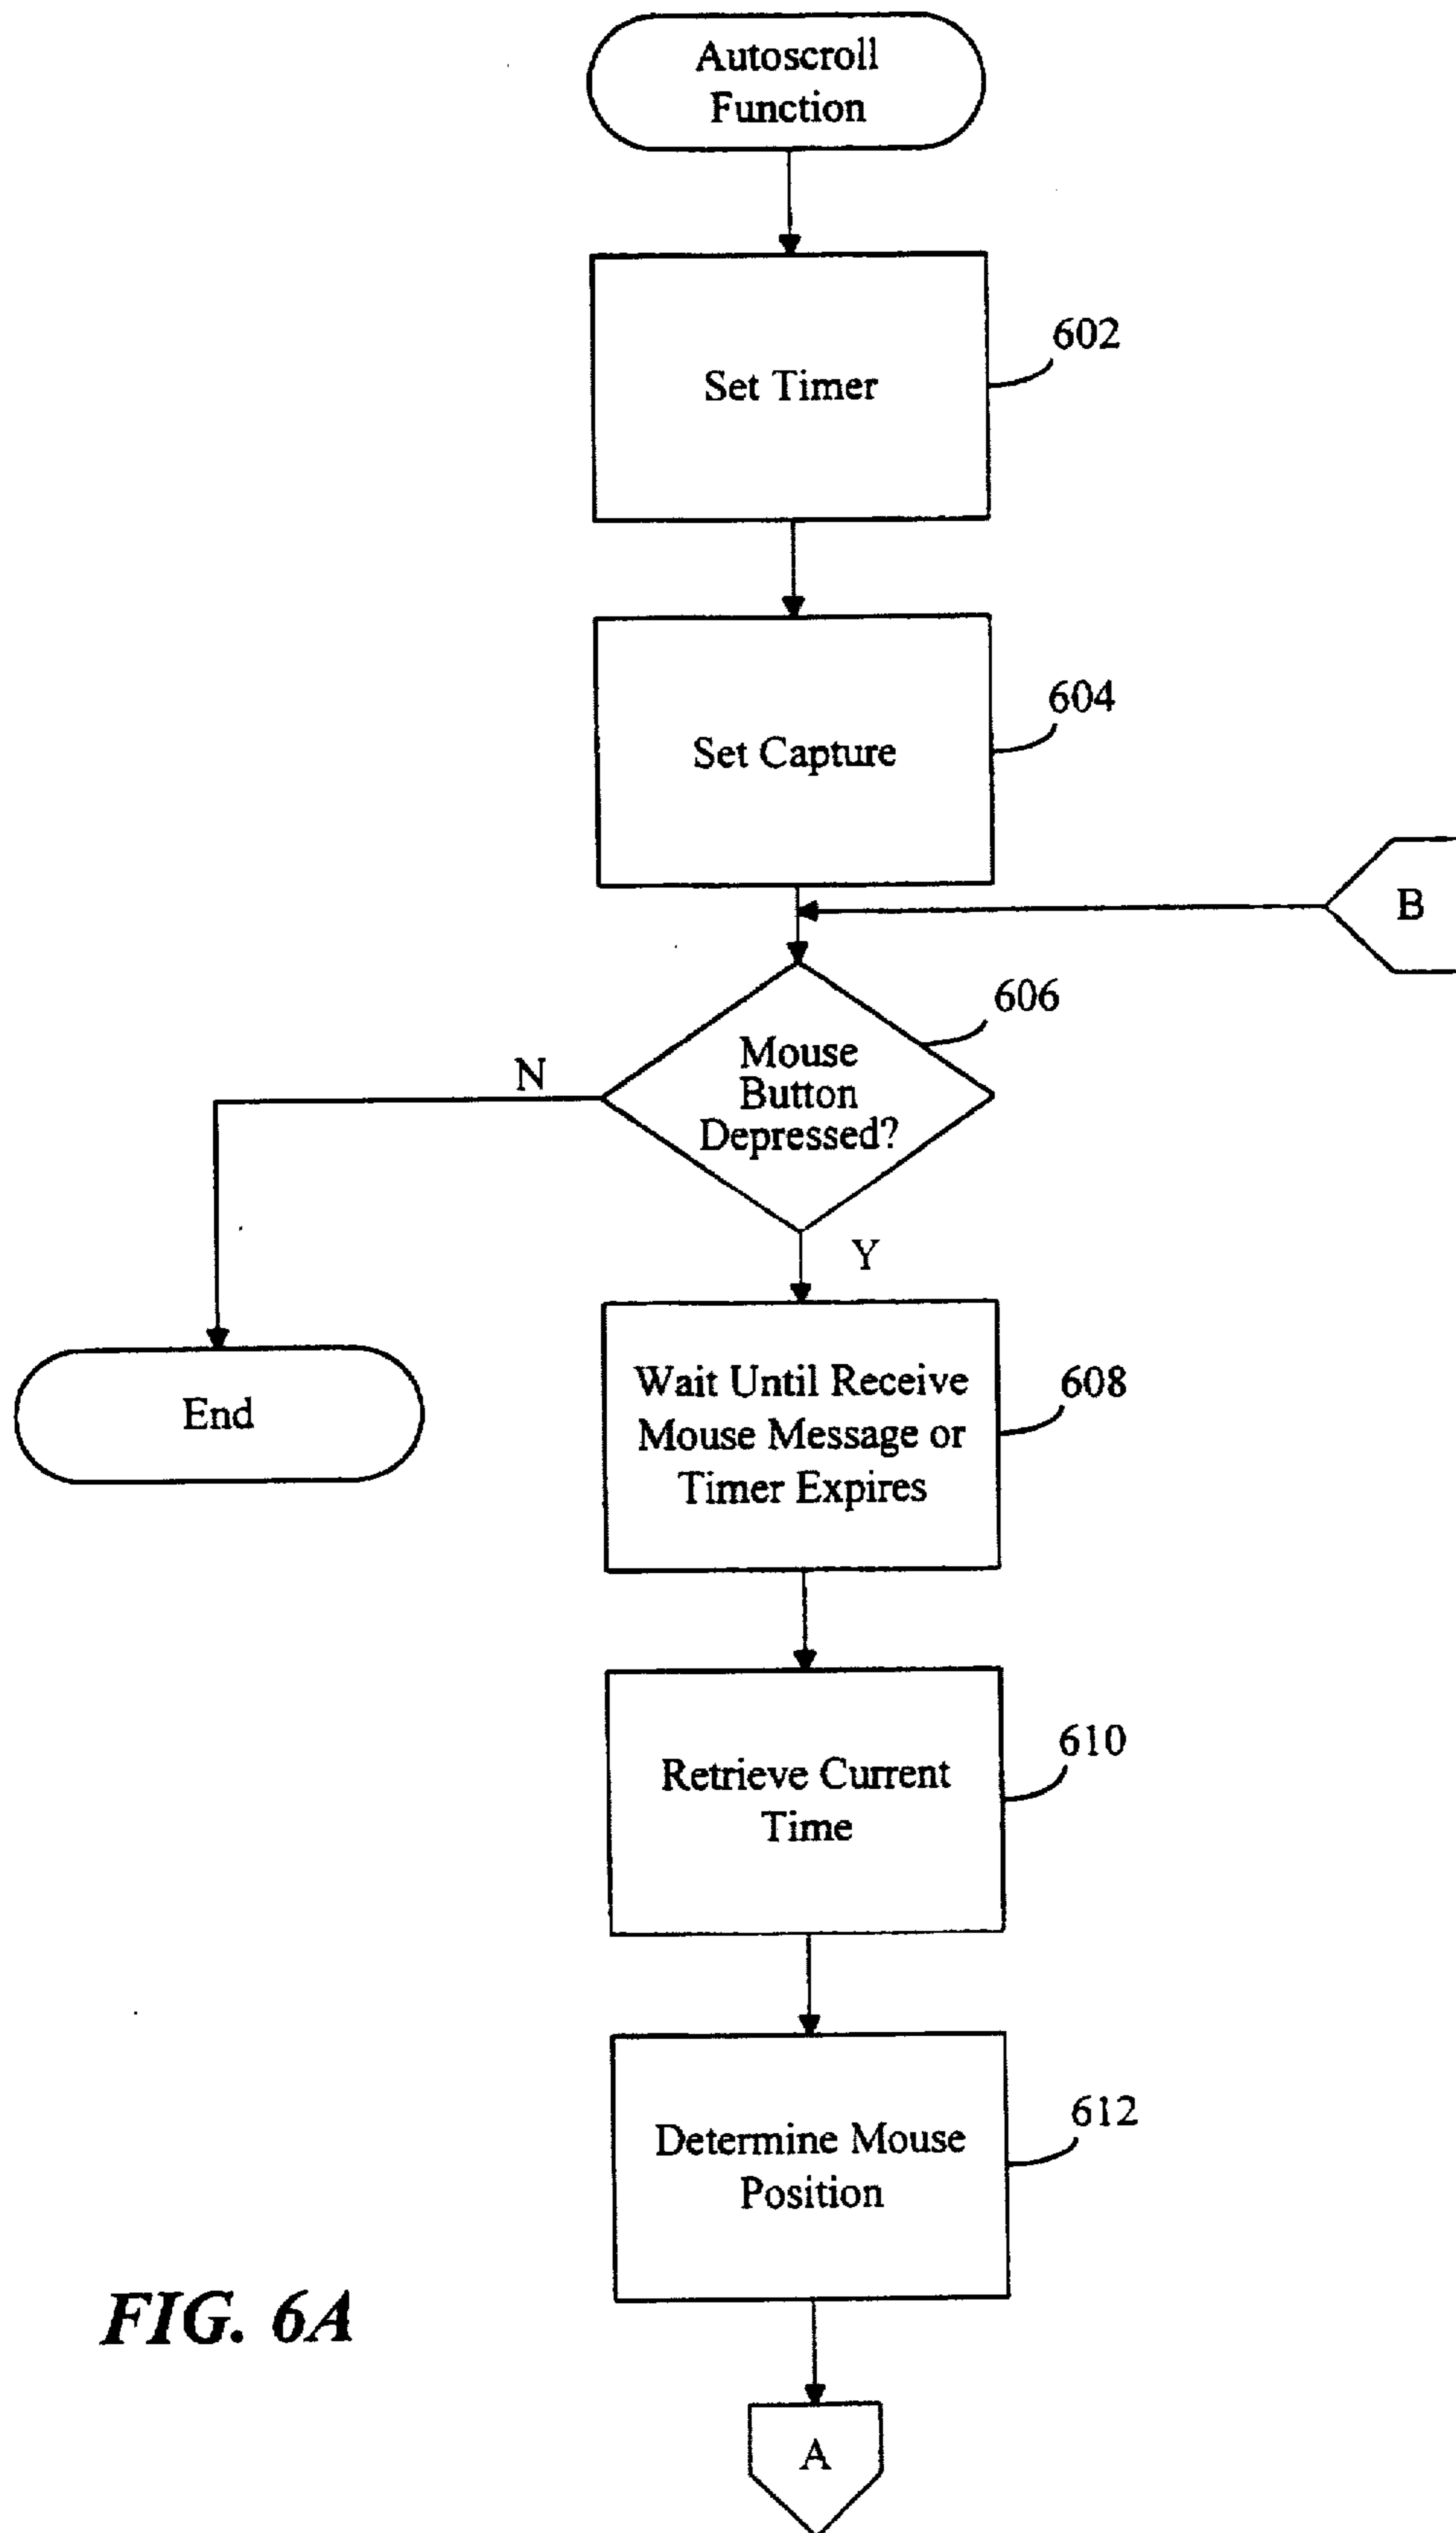 Autoscroll
Function
602
Set Timer
604
Set Capture
B
606
Mouse
Button
Depressed?
N
Y
End
Wait Until Receive
Mouse Message or
Timer Expires
608
610
Retrieve Current
Time
612
Determine Mouse
Position
FIG. 6A
A